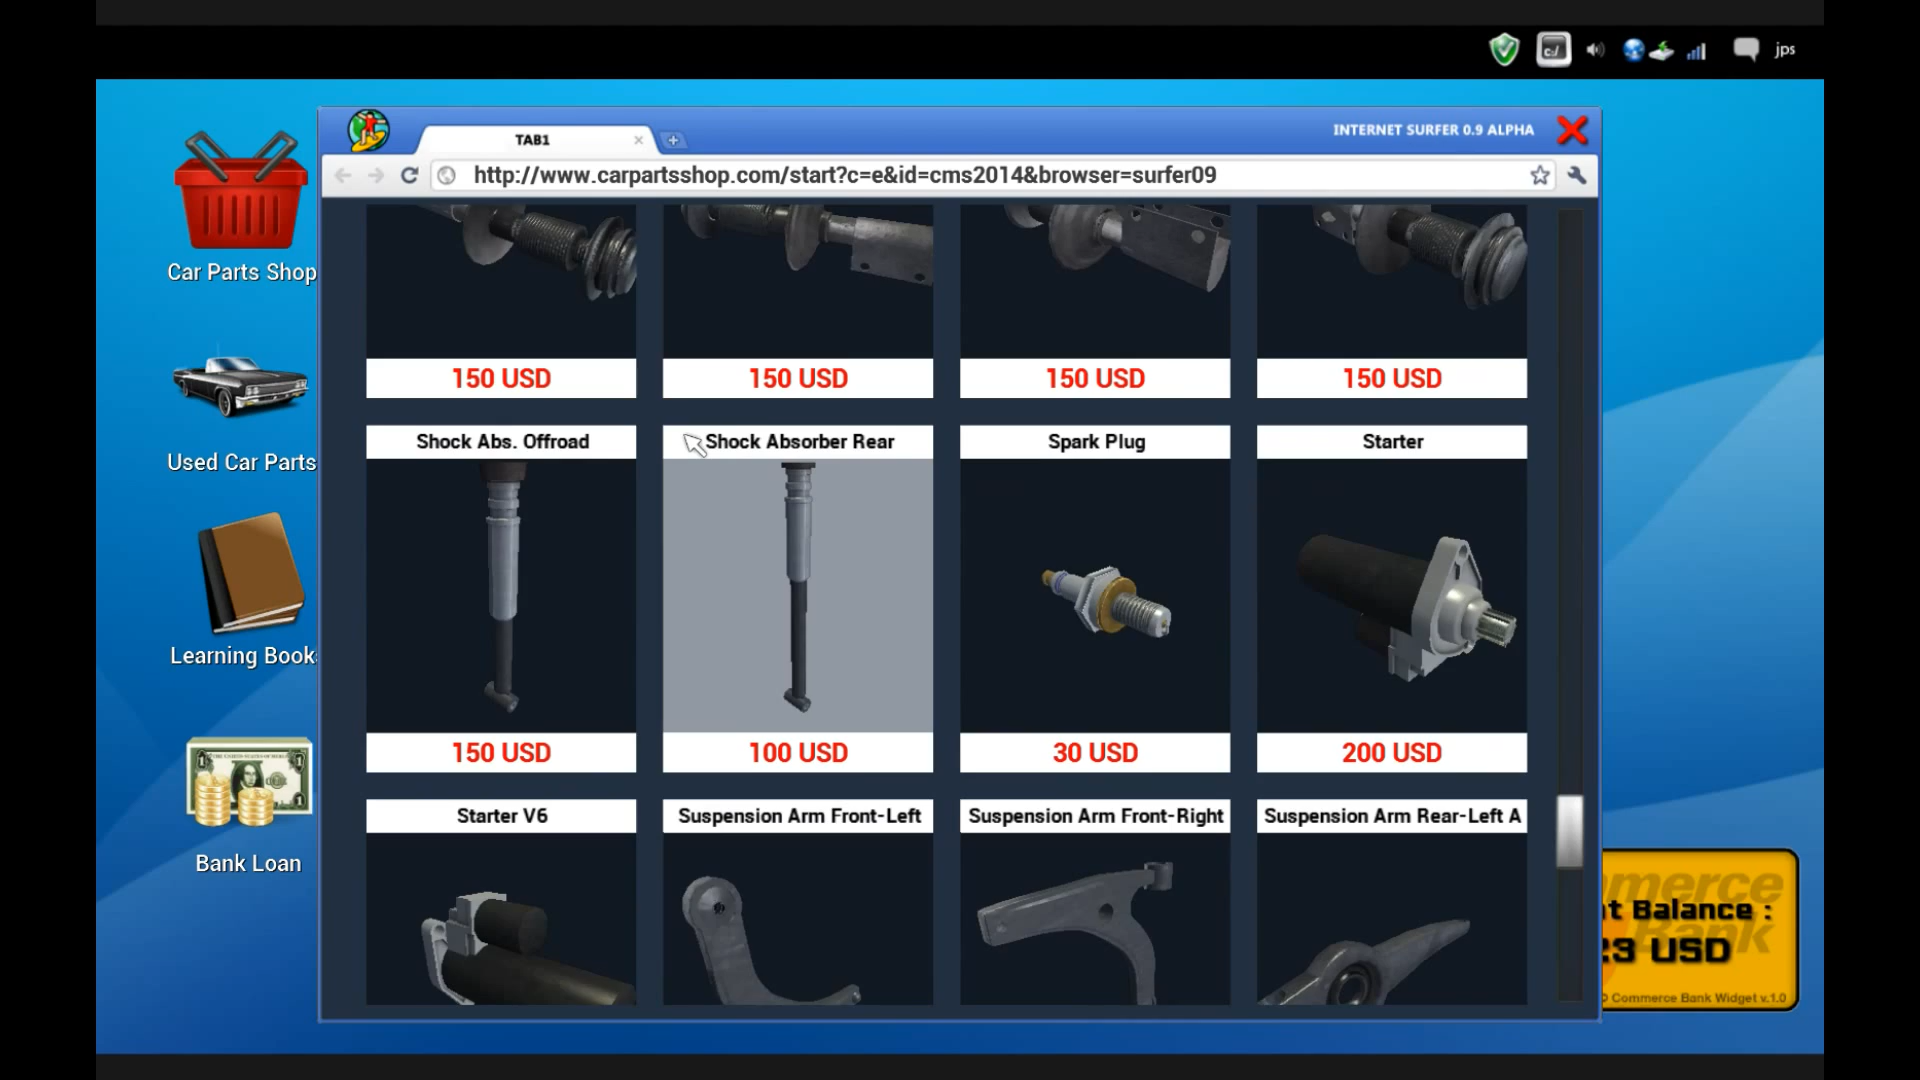 jps
TAB1
INTERNET SURFER 0.9 ALPHA
http://www.carpartsshop.com/start?c=e&id=cms2014&browser=surfer09
Car Parts Shop
Used Car Parts
Learning Book
Bank Loan
150 USD
150 USD
150 USD
150 USD
Shock Abs. Offroad
Shock Absorber Rear
Spark Plug
Starter
150 USD
100 USD
30 USD
200 USD
Starter V6
Suspension Arm Front-Left
Suspension Arm Front-Right
Suspension Arm Rear-Left A
Balance :
23 USD
Bank
Commerce Bank Widget v.1.0